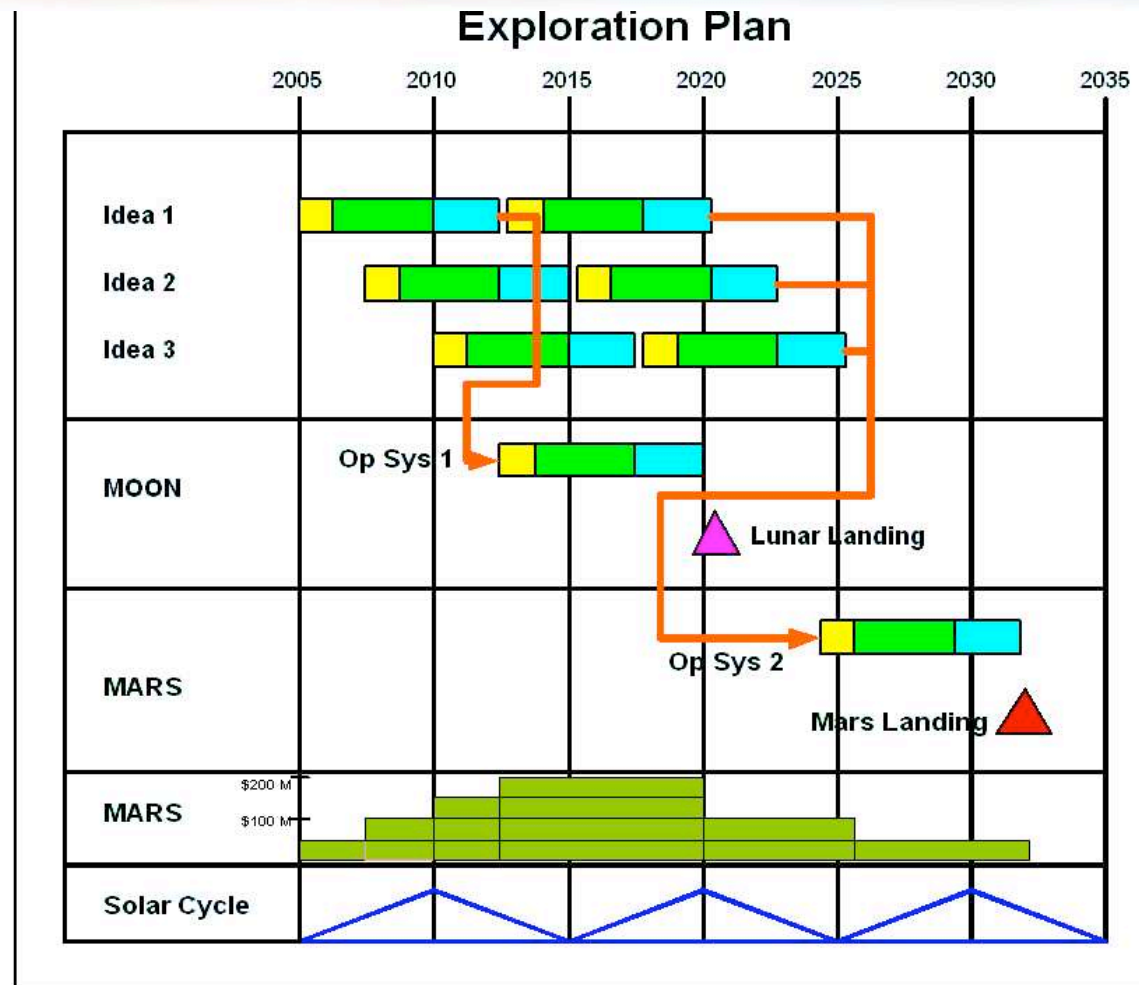 Exploration Plan
2005 2010 2015 2020 2025 2030 2035
Idea 1
Idea 2
Idea 3
Op Sys 1
MOON
Lunar Landing
Op Sys 2
MARS
Mars Landing
$200 M
MARS
$100 M
Solar Cycle